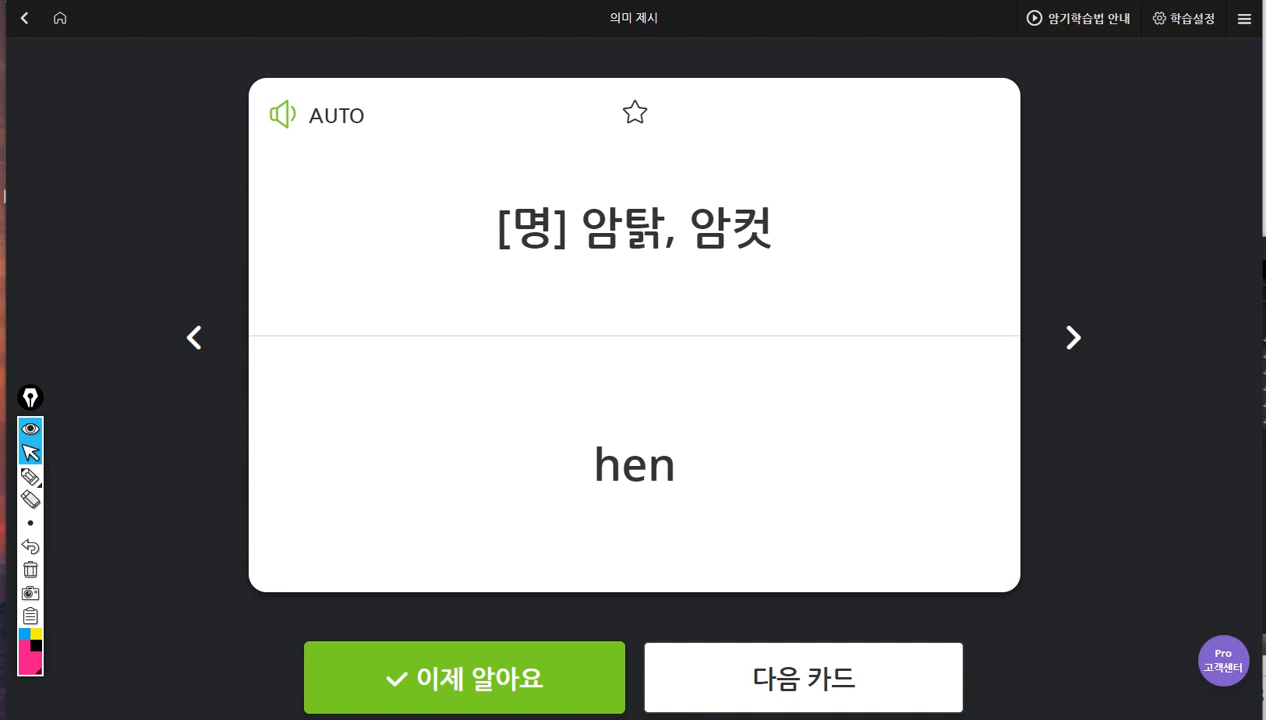 의미 제시
암기학습법 안내
학습설정
AUTO
[명] 암탉, 암컷
hen
이제 알아요
다음 카드
Pro
고객센터